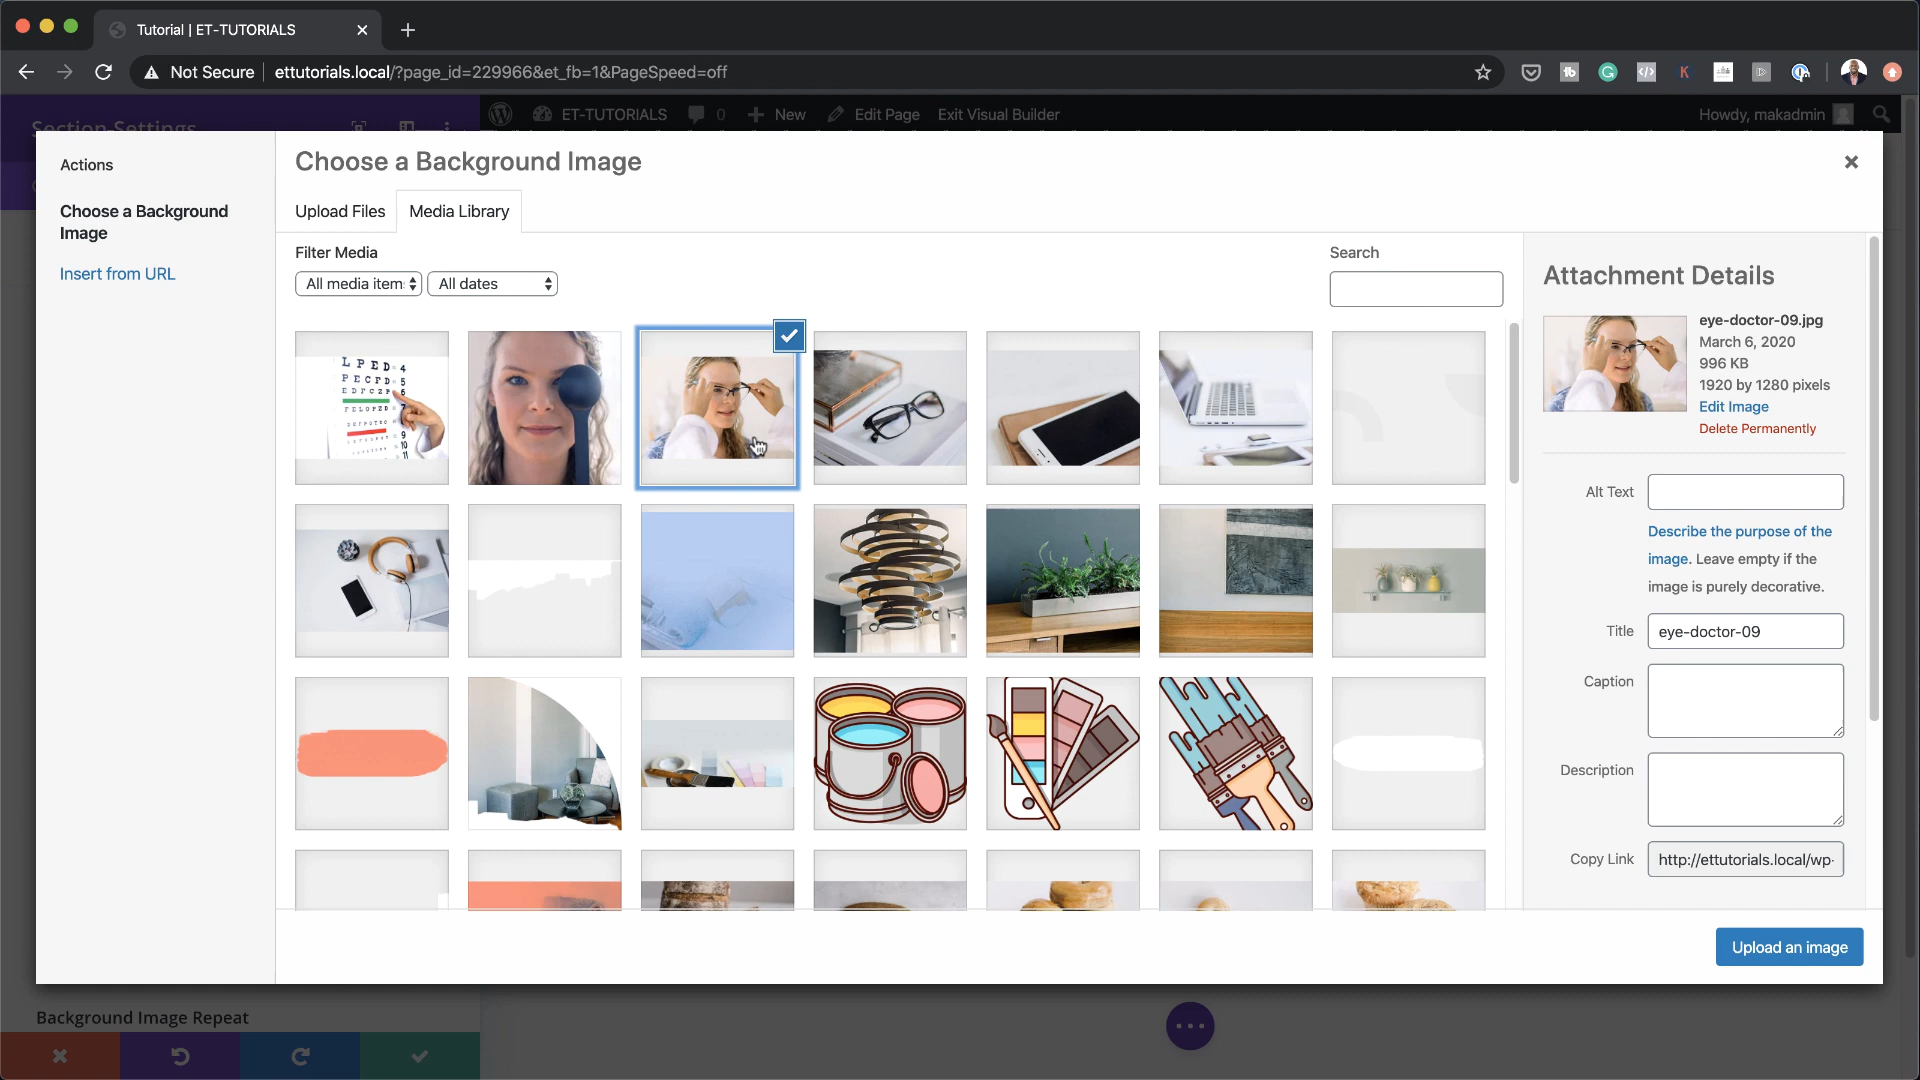 Tutorial | ET-TUTORIALS
Not Secure
ettutorials.local/?page_id=229966&et_fb=1&PageSpeed=off
Section Settings
ET-TUTORIALS
0
New
Edit Page
Exit Visual Builder
Howdy, makadmin
Actions
Choose a Background
Image
Insert from URL
Choose a Background Image
Upload Files
Media Library
Filter Media
All media item
All dates
Search
Attachment Details
eye-doctor-09.jpg
March 6, 2020
996 KB
1920 by 1280 pixels
Edit Image
Delete Permanently
Alt Text
Describe the purpose of the
image. Leave empty if the
image is purely decorative.
Title
eye-doctor-09
Caption
Description
Copy Link
http://ettutorials.local/wp-
L P E D 4
P E C F D 5
E D F C Z P 6
F E L O P Z D
Upload an image
Background Image Repeat